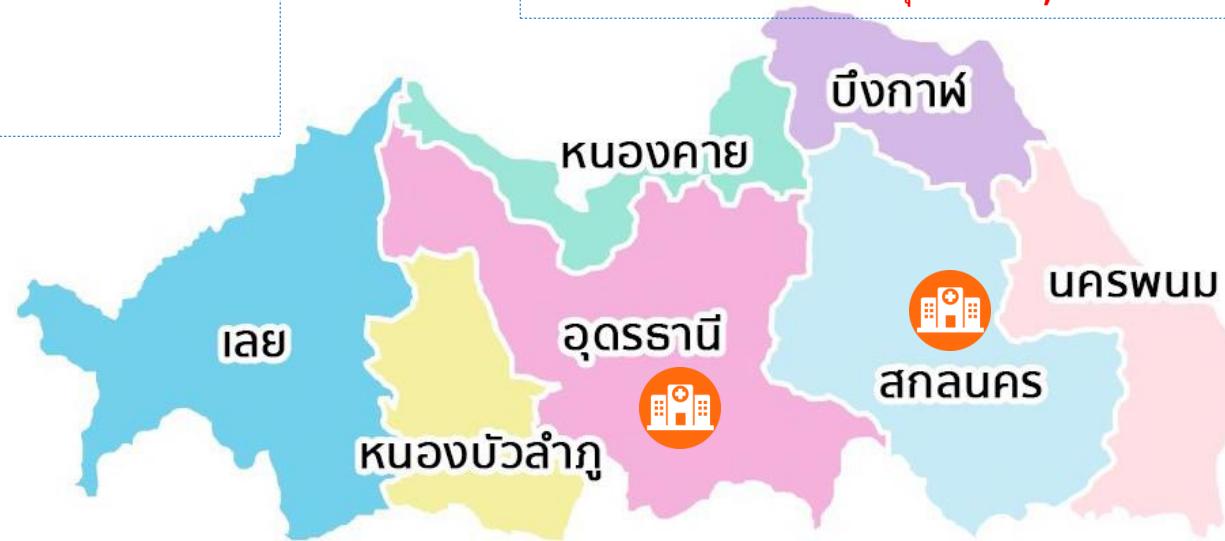 บึงกาฬ
หนองคาย
นครพนม
อุดรธานี
เลย
สกลนคร
หนองบัวลำภู